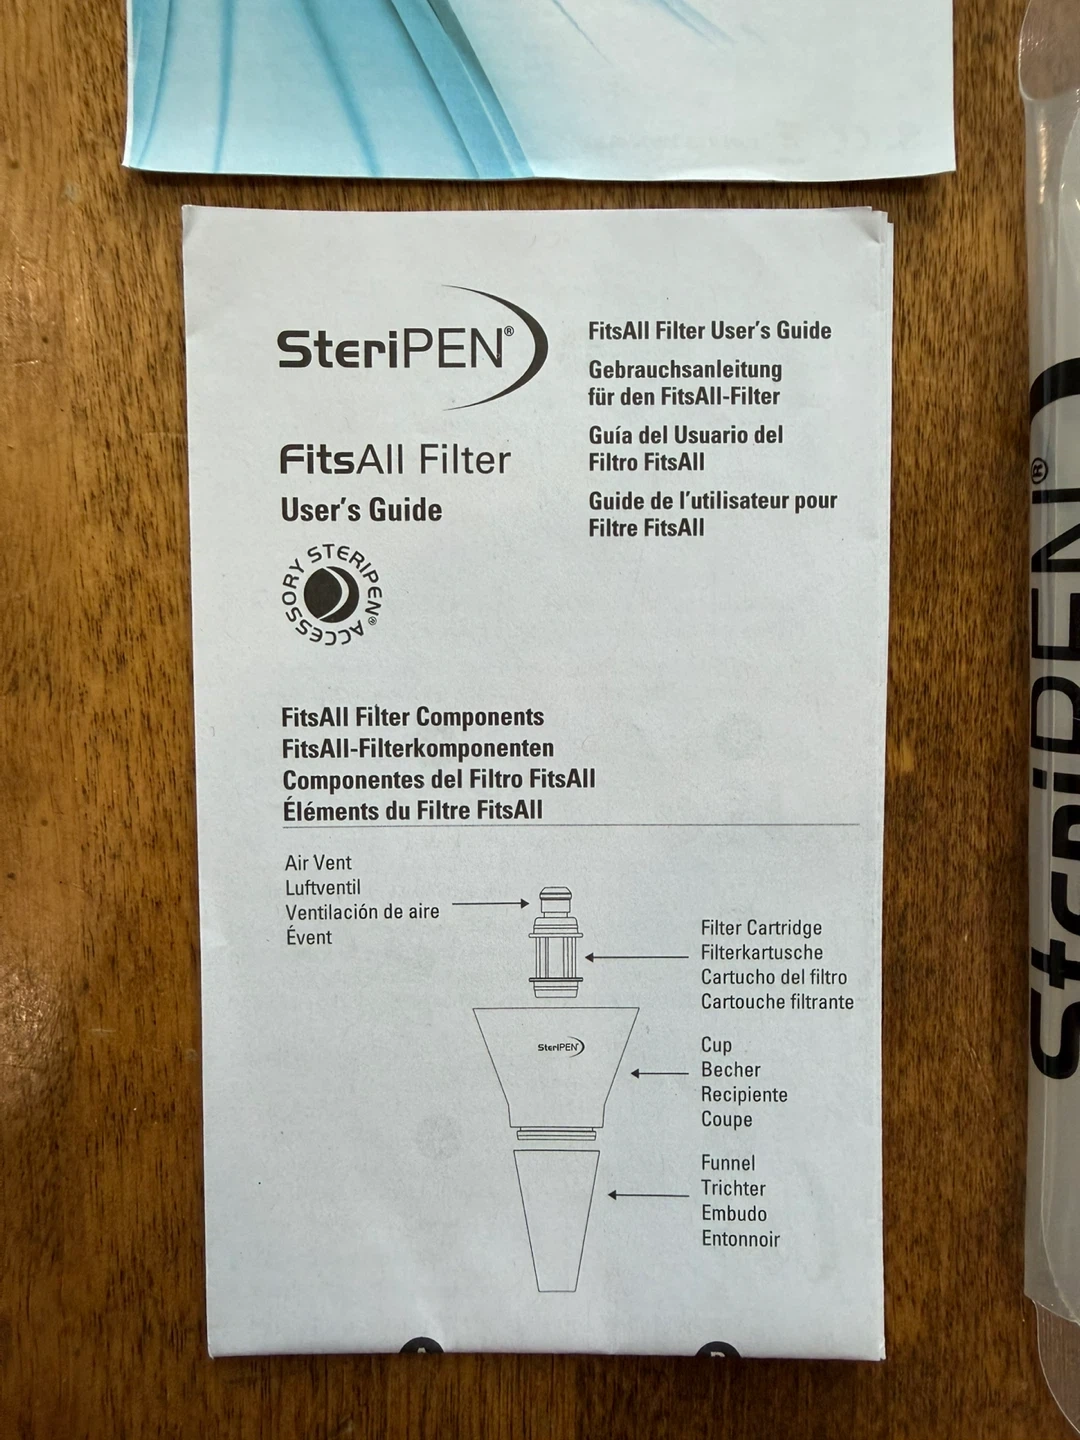 SteriPEN®
FitsAll Filter
User's Guide
ACCESSORY STERIPEN®
FitsAll Filter User's Guide
Gebrauchsanleitung
für den FitsAll-Filter
Guía del Usuario del
Filtro FitsAll
Guide de l'utilisateur pour
Filtre FitsAll
FitsAll Filter Components
FitsAll-Filterkomponenten
Componentes del Filtro FitsAll
Éléments du Filtre FitsAll
Air Vent
Luftventil
Ventilación de aire
Évent
Filter Cartridge
Filterkartusche
Cartucho del filtro
Cartouche filtrante
SteriPEN
Cup
Becher
Recipiente
Coupe
Funnel
Trichter
Embudo
Entonnoir
SteriPEN®